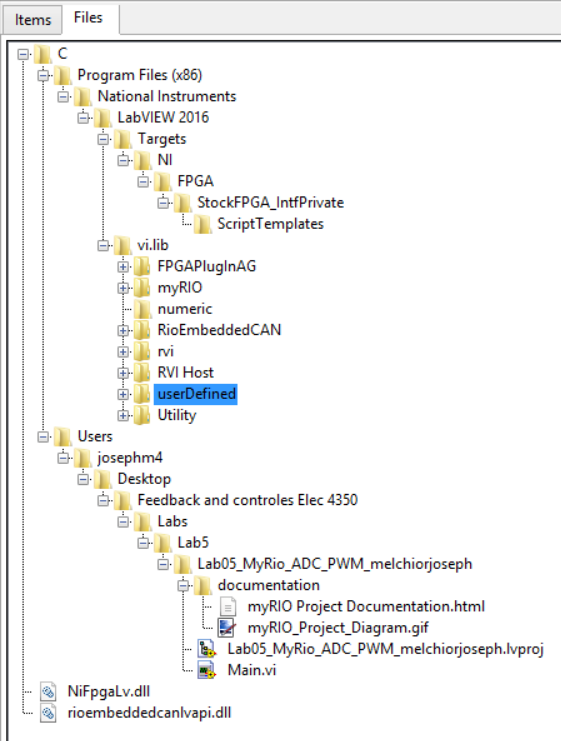 Items Files
C
Program Files (x86)
National Instruments
LabVIEW 2016
Targets
NI
FPGA
StockFPGA_IntfPrivate
ScriptTemplates
vi.lib
FPGAPlugInAG
myRIO
numeric
RioEmbeddedCAN
rvi
RVI Host
userDefined
Utility
Users
josephm4
Desktop
Feedback and controles Elec 4350
Labs
Lab5
Lab05_MyRio_ADC_PWM_melchiorjoseph
documentation
myRIO Project Documentation.html
myRIO_Project_Diagram.gif
Lab05_MyRio_ADC_PWM_melchiorjoseph.lvproj
Main.vi
NiFpgaLv.dll
rioembeddedcanlvapi.dll